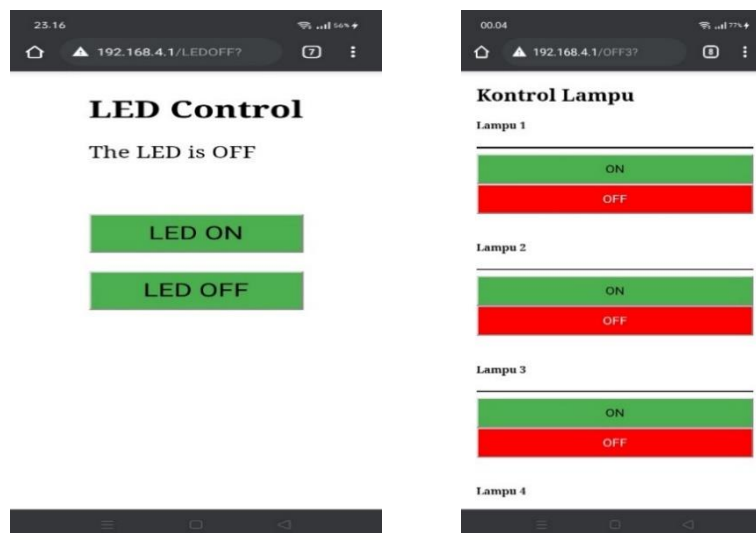 23.16
56%
192.168.4.1/LEDOFF?
7
LED Control
The LED is OFF
LED ON
LED OFF
00.04
77%
192.168.4.1/OFF3?
8
Kontrol Lampu
Lampu 1
ON
OFF
Lampu 2
ON
OFF
Lampu 3
ON
OFF
Lampu 4